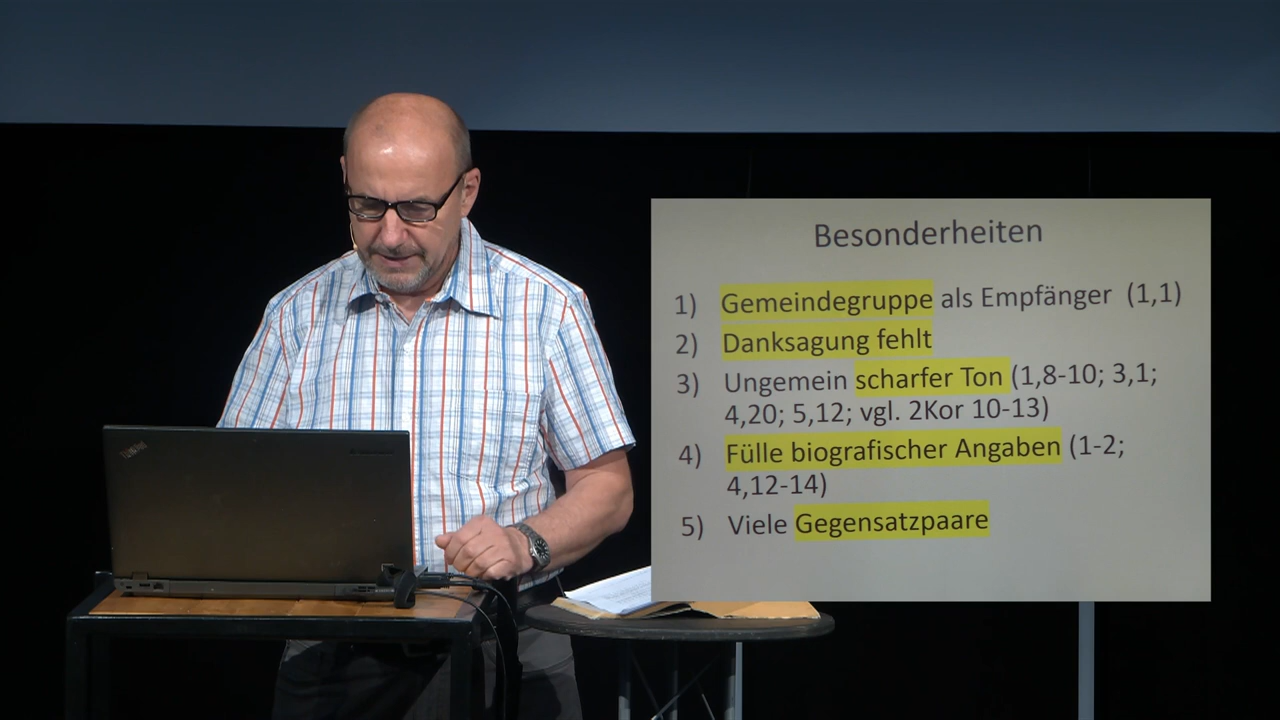 Besonderheiten
1) Gemeindegruppe als Empfänger (1,1)
2) Danksagung fehlt
3) Ungemein scharfer Ton (1,8-10; 3,1;
4,20; 5,12; vgl. 2Kor 10-13)
4) Fülle biografischer Angaben (1-2;
4,12-14)
5) Viele Gegensatzpaare